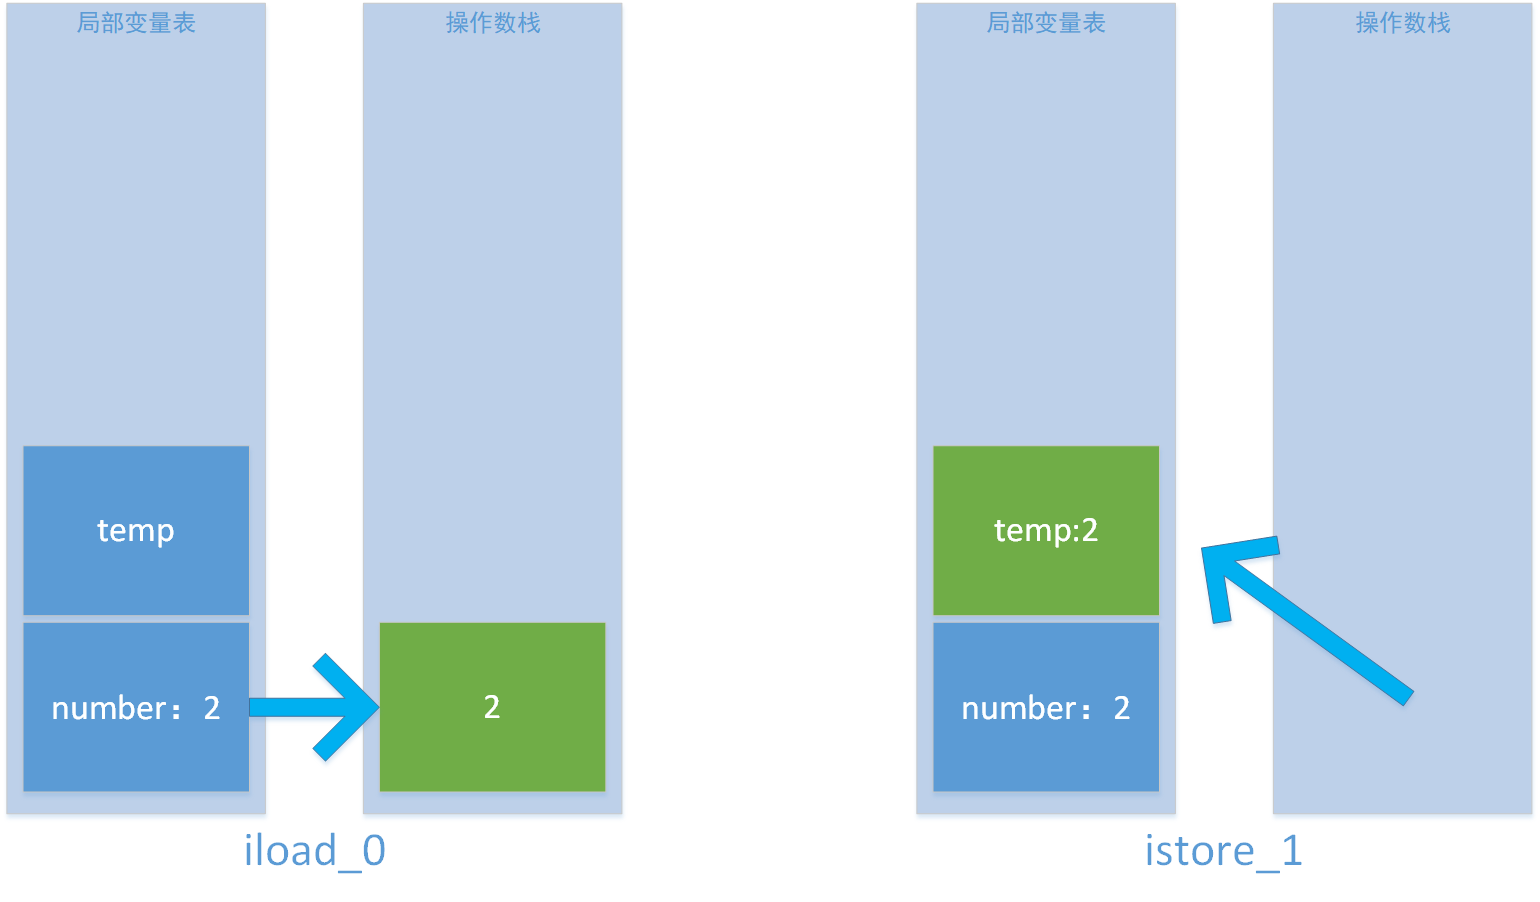 局部变量表
操作数栈
temp
number：2
2
iload_0
局部变量表
操作数栈
temp:2
number：2
istore_1